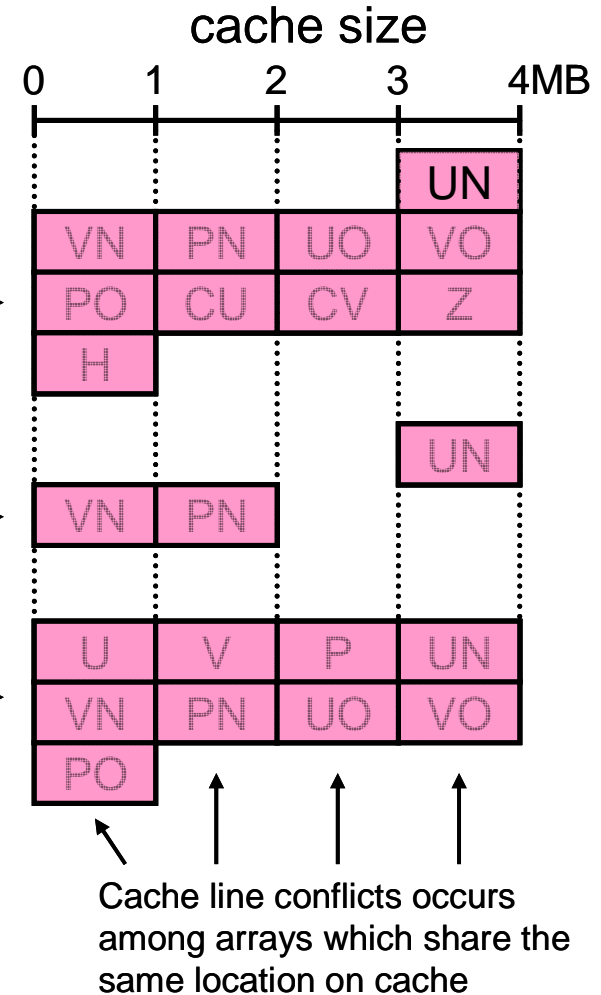 cache size
0 1 2 3 4MB
UN
VN PN UO VO
PO CU CV Z
H
UN
VN PN
U V P UN
VN PN UO VO
PO
Cache line conflicts occurs
among arrays which share the
same location on cache